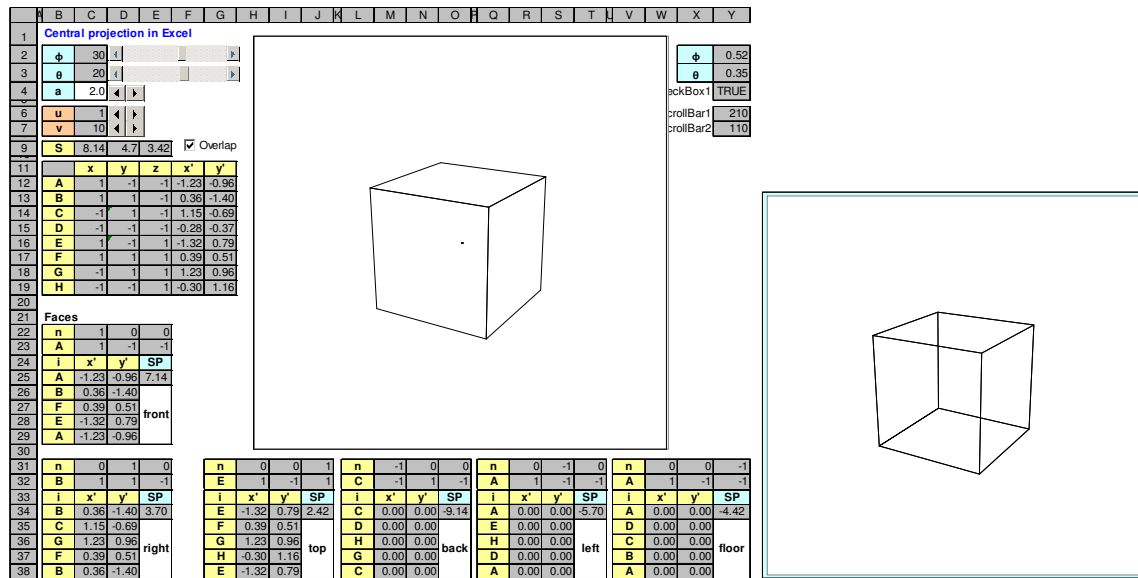 A B C D E F G H I J K L M N O P Q R S T U V W X Y
1 Central projection in Excel
2 ϕ 30 ϕ 0.52
3 θ 20 θ 0.35
4 a 2.0 eckBox1 TRUE
6 u 1 crollBar1 210
7 v 10 crollBar2 110
9 S 8.14 4.7 3.42 Overlap
11 x y z x' y'
12 A 1 -1 -1 -1.23 -0.96
13 B 1 1 -1 0.36 -1.40
14 C -1 1 -1 1.15 -0.69
15 D -1 -1 -1 -0.28 -0.37
16 E 1 -1 1 -1.32 0.79
17 F 1 1 1 0.39 0.51
18 G -1 1 1 1.23 0.96
19 H -1 -1 1 -0.30 1.16
20
21 Faces
22 n 1 0 0
23 A 1 -1 -1
24 i x' y' SP
25 A -1.23 -0.96 7.14
26 B 0.36 -1.40
27 F 0.39 0.51 front
28 E -1.32 0.79
29 A -1.23 -0.96
30
31 n 0 1 0 n 0 0 1 n -1 0 0 n 0 -1 0 n 0 0 -1
32 B 1 1 -1 E 1 -1 1 C -1 1 -1 A 1 -1 -1 A 1 -1 -1
33 i x' y' SP i x' y' SP i x' y' SP i x' y' SP i x' y' SP
34 B 0.36 -1.40 3.70 E -1.32 0.79 2.42 C 0.00 0.00 -9.14 A 0.00 0.00 -5.70 A 0.00 0.00 -4.42
35 C 1.15 -0.69 F 0.39 0.51 D 0.00 0.00 E 0.00 0.00 D 0.00 0.00
36 G 1.23 0.96 right G 1.23 0.96 top H 0.00 0.00 back H 0.00 0.00 left C 0.00 0.00 floor
37 F 0.39 0.51 H -0.30 1.16 G 0.00 0.00 D 0.00 0.00 B 0.00 0.00
38 B 0.36 -1.40 E -1.32 0.79 C 0.00 0.00 A 0.00 0.00 A 0.00 0.00